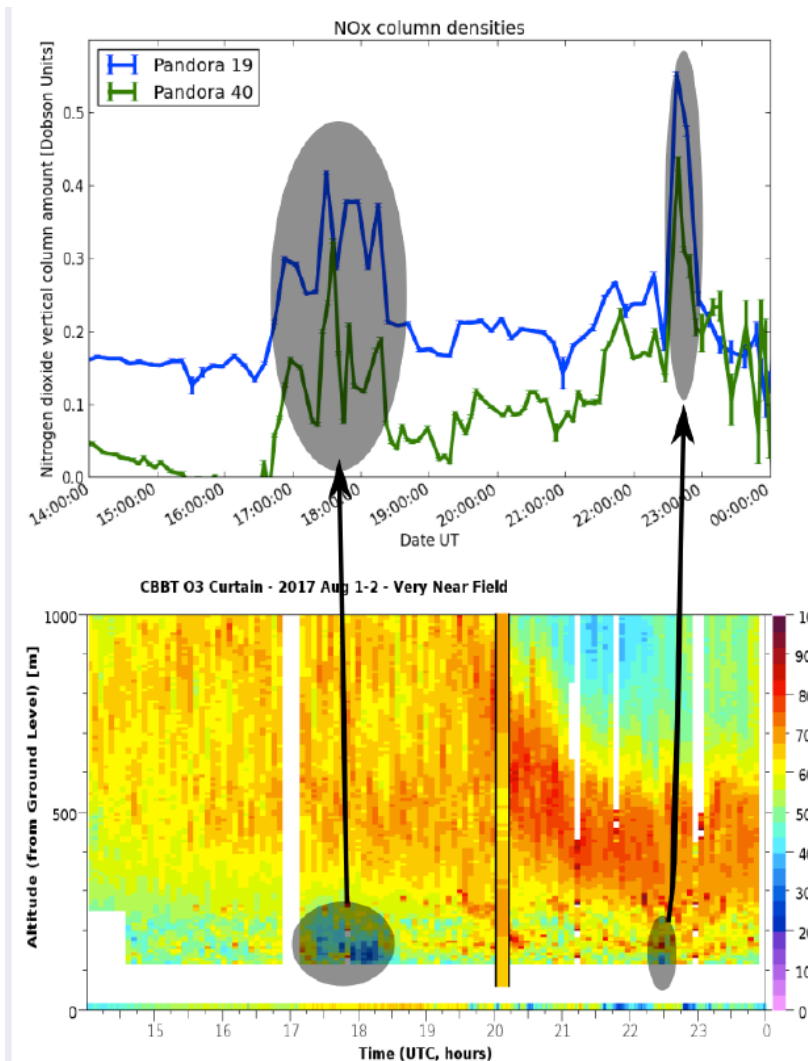 NOx column densities
Nitrogen dioxide vertical column amount [Dobson Units]
Pandora 19
Pandora 40
0.5
0.4
0.3
0.2
0.1
0.0
14:00:00 15:00:00 16:00:00 17:00:00 18:00:00 19:00:00 20:00:00 21:00:00 22:00:00 23:00:00 00:00:00
Date UT
CBBT O3 Curtain - 2017 Aug 1-2 - Very Near Field
Altitude (from Ground Level) [m]
1000
500
0
10
90
80
70
60
50
40
30
20
10
0
15 16 17 18 19 20 21 22 23 0
Time (UTC, hours)